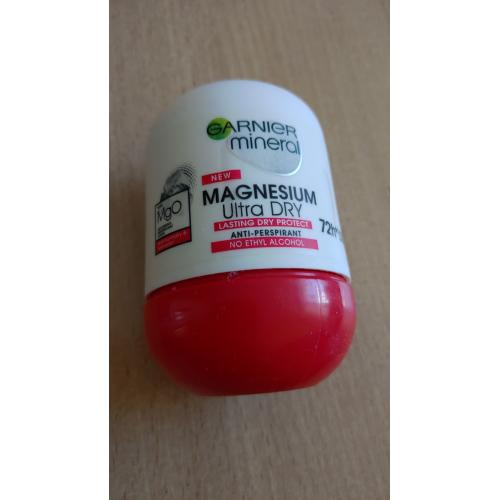 GARNIER
mineral
NEW
MAGNESIUM
Ultra DRY
LASTING DRY PROTECT
ANTI-PERSPIRANT
NO ETHYL ALCOHOL
72h
MgO